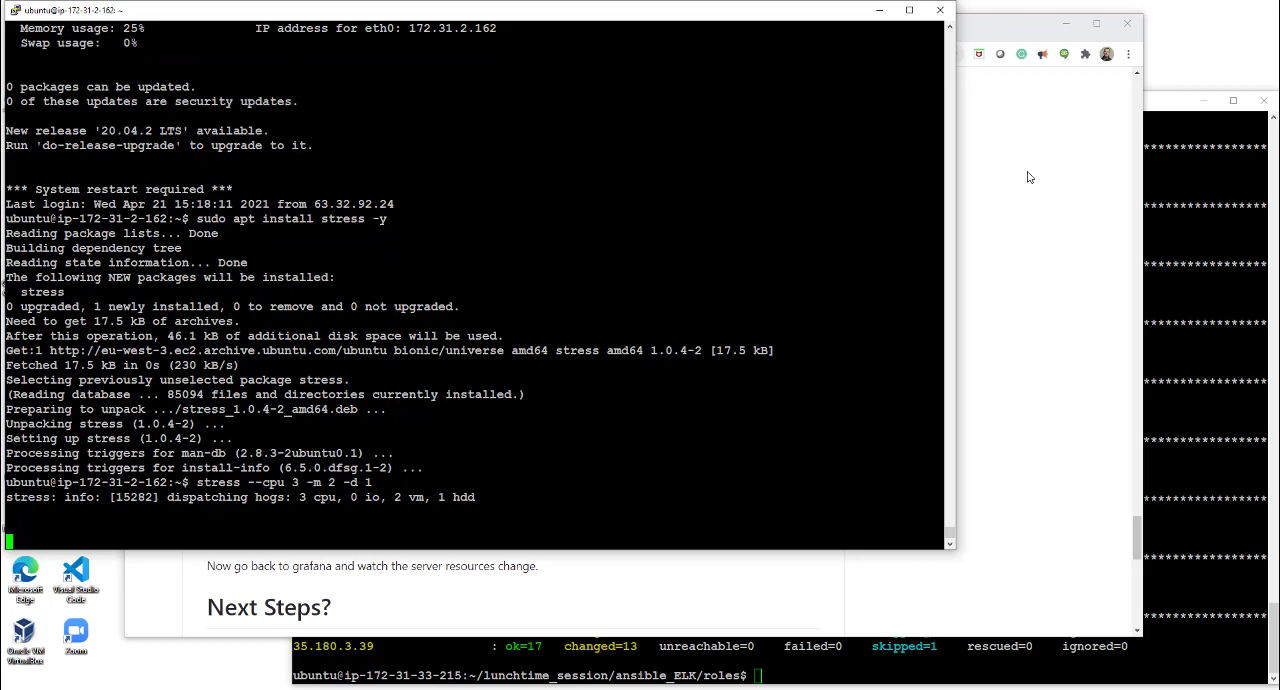 ubuntu@ip-172-31-2-162: ~
Memory usage: 25% IP address for eth0: 172.31.2.162
Swap usage: 0%
0 packages can be updated.
0 of these updates are security updates.
New release '20.04.2 LTS' available.
Run 'do-release-upgrade' to upgrade to it.
*** System restart required ***
Last login: Wed Apr 21 15:18:11 2021 from 63.32.92.24
ubuntu@ip-172-31-2-162:~$ sudo apt install stress -y
Reading package lists... Done
Building dependency tree
Reading state information... Done
The following NEW packages will be installed:
stress
0 upgraded, 1 newly installed, 0 to remove and 0 not upgraded.
Need to get 17.5 kB of archives.
After this operation, 46.1 kB of additional disk space will be used.
Get:1 http://eu-west-3.ec2.archive.ubuntu.com/ubuntu bionic/universe amd64 stress amd64 1.0.4-2 [17.5 kB]
Fetched 17.5 kB in 0s (230 kB/s)
Selecting previously unselected package stress.
(Reading database ... 85094 files and directories currently installed.)
Preparing to unpack .../stress_1.0.4-2_amd64.deb ...
Unpacking stress (1.0.4-2) ...
Setting up stress (1.0.4-2) ...
Processing triggers for man-db (2.8.3-2ubuntu0.1) ...
Processing triggers for install-info (6.5.0.dfsg.1-2) ...
ubuntu@ip-172-31-2-162:~$ stress --cpu 3 -m 2 -d 1
stress: info: [15282] dispatching hogs: 3 cpu, 0 io, 2 vm, 1 hdd
******************
******************
******************
******************
******************
******************
******************
******************
******************
Microsoft Edge
Visual Studio Code
Oracle VM VirtualBox
Zoom
Now go back to grafana and watch the server resources change.
Next Steps?
35.180.3.39 : ok=17 changed=13 unreachable=0 failed=0 skipped=1 rescued=0 ignored=0
ubuntu@ip-172-31-33-215:~/lunchtime_session/ansible_ELK/roles$